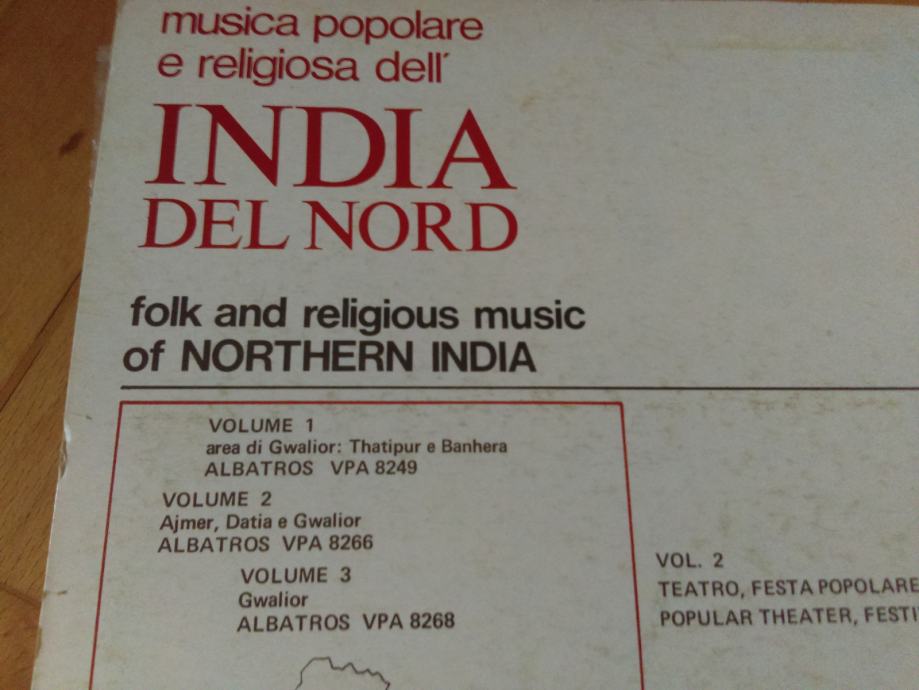 musica popolare
e religiosa dell'
INDIA
DEL NORD
folk and religious music
of NORTHERN INDIA
VOLUME 1
area di Gwalior: Thatipur e Banhera
ALBATROS VPA 8249
VOLUME 2
Ajmer, Datia e Gwalior
ALBATROS VPA 8266
VOLUME 3
Gwalior
ALBATROS VPA 8268
VOL. 2
TEATRO, FESTA POPOLARE
POPULAR THEATER,